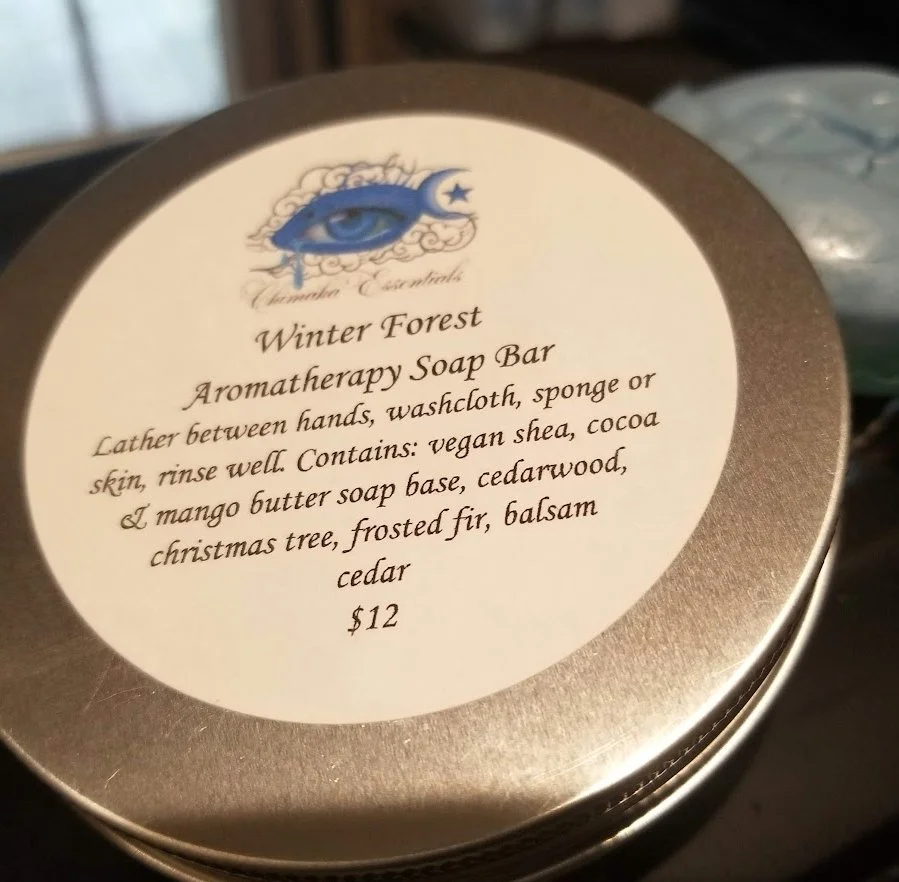 Essentials
Winter Forest
Aromatherapy Soap Bar
Lather between hands, washcloth, sponge or
skin, rinse well. Contains: vegan shea, cocoa
& mango butter soap base, cedarwood,
christmas tree, frosted fir, balsam
cedar
$12